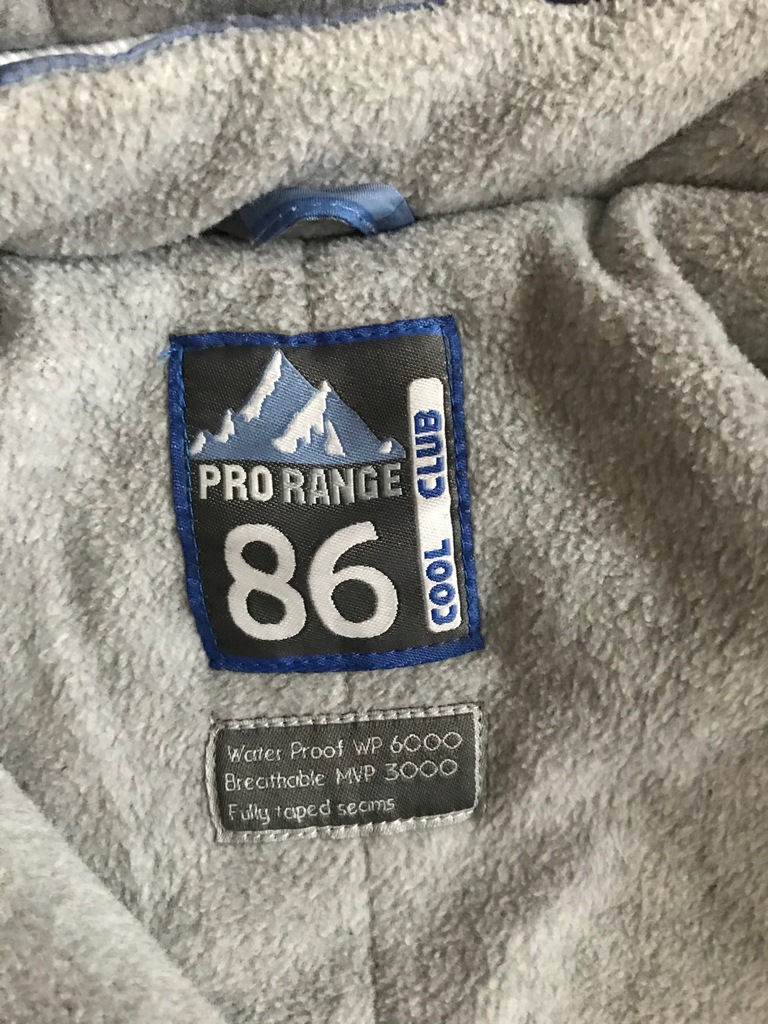 PRO RANGE
86
COOL CLUB
Water Proof WP 6000
Breathable MVP 3000
Fully taped seams